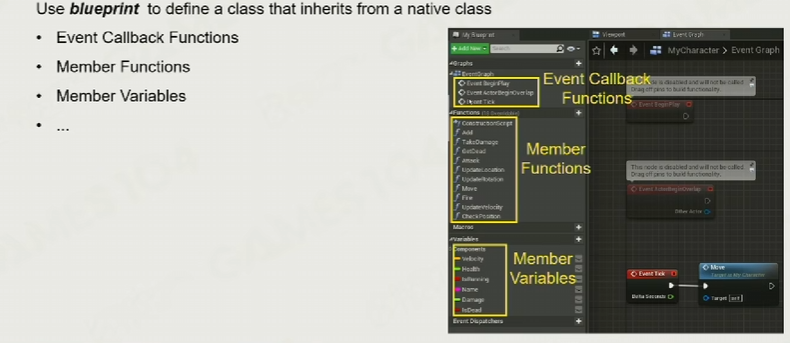 Use blueprint to define a class that inherits from a native class
• Event Callback Functions
• Member Functions
• Member Variables
• ...
My Blueprint
+Add New
Search
Graphs
EventGraph
Event BeginPlay
Event ActorBeginOverlap
Event Tick
Functions
ConstructionScript
Add
TakeDamage
GetDead
Attack
UpdateLocation
UpdateRotation
Move
Fire
UpdateVelocity
CheckPosition
Macros
Variables
Components
Velocity
Health
IsRunning
Name
Damage
IsDead
Event Dispatchers
Event Callback
Functions
Member
Functions
Member
Variables
Viewport
Event Graph
MyCharacter > Event Graph
This node is disabled and will not be called.
Drag off pins to build functionality.
Event BeginPlay
This node is disabled and will not be called.
Drag off pins to build functionality.
Event ActorBeginOverlap
Other Actor
Event Tick
Delta Seconds
Move
Target is My Character
Target [self]